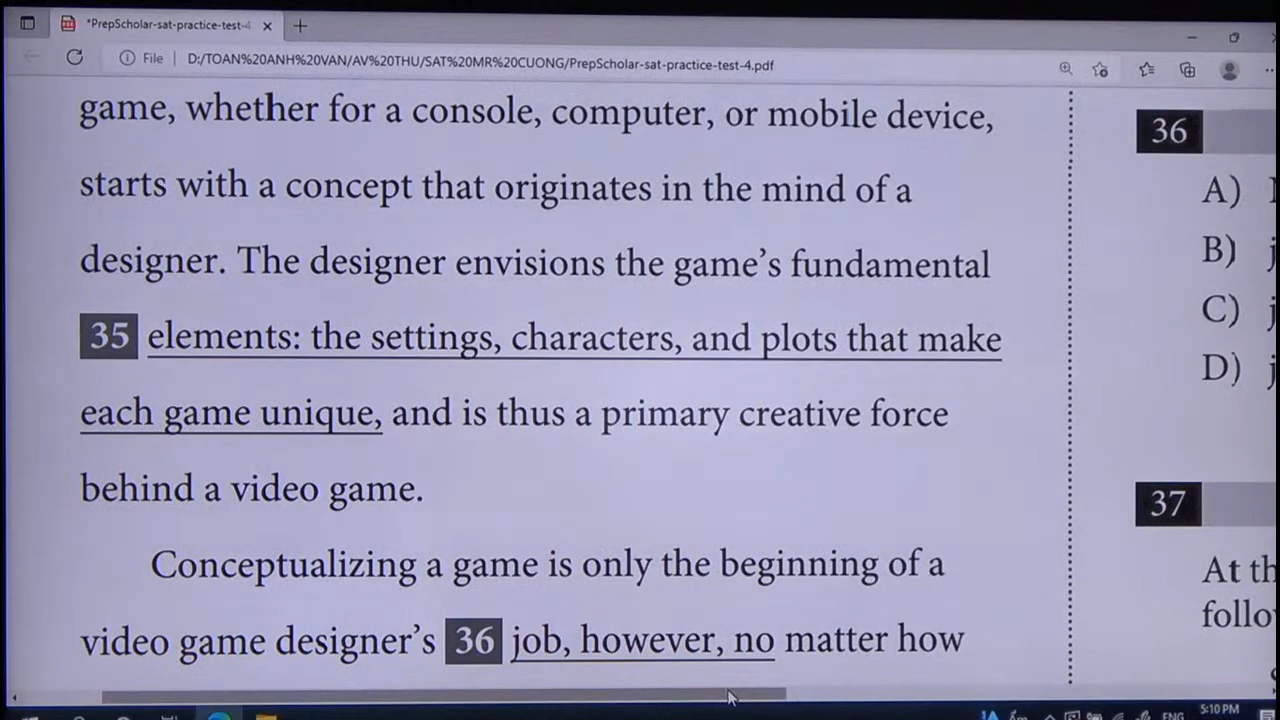 *PrepScholar-sat-practice-test-4
File D:/TOAN%20ANH%20VAN/AV%20THU/SAT%20MR%20CUONG/PrepScholar-sat-practice-test-4.pdf
game, whether for a console, computer, or mobile device,
starts with a concept that originates in the mind of a
designer. The designer envisions the game’s fundamental
35 elements: the settings, characters, and plots that make
each game unique, and is thus a primary creative force
behind a video game.
Conceptualizing a game is only the beginning of a
video game designer’s 36 job, however, no matter how
36
A)
B) j
C) j
D) j
37
At th
follo
ENG
5:10 PM